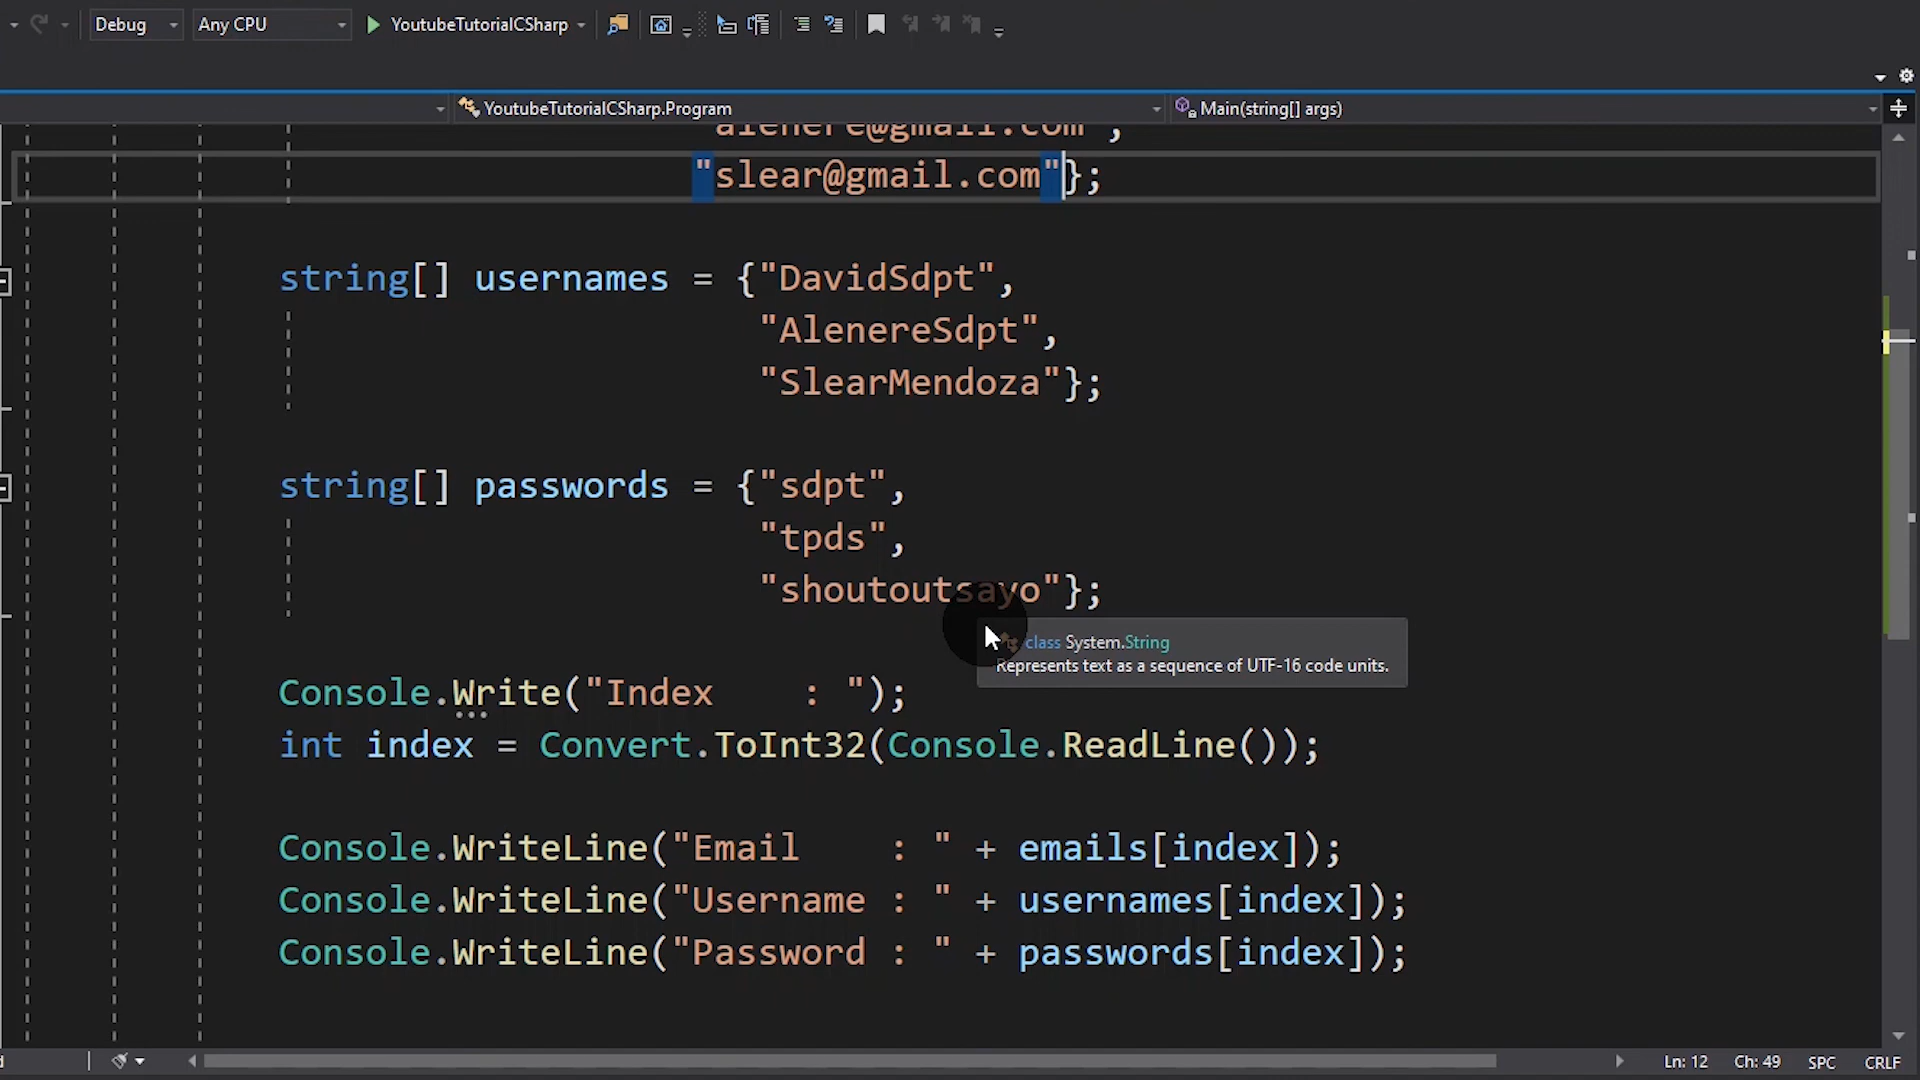 Debug Any CPU YoutubeTutorialCSharp
YoutubeTutorialCSharp.Program Main(string[] args)
alenere@gmail.com",
"slear@gmail.com"};
string[] usernames = {"DavidSdpt",
"AlenereSdpt",
"SlearMendoza"};
string[] passwords = {"sdpt",
"tpds",
"shoutoutsayo"};
class System.String
Represents text as a sequence of UTF-16 code units.
Console.Write("Index    : ");
int index = Convert.ToInt32(Console.ReadLine());
Console.WriteLine("Email    : " + emails[index]);
Console.WriteLine("Username : " + usernames[index]);
Console.WriteLine("Password : " + passwords[index]);
Ln: 12 Ch: 49 SPC CRLF